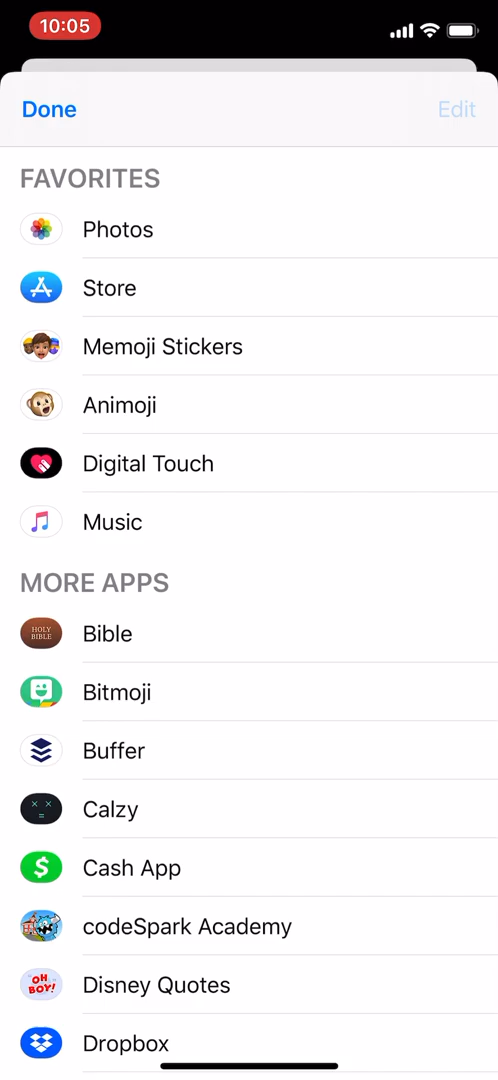 10:05
Done
Edit
FAVORITES
Photos
Store
Memoji Stickers
Animoji
Digital Touch
Music
MORE APPS
HOLY
BIBLE
Bible
Bitmoji
Buffer
Calzy
$
Cash App
codeSpark Academy
OH
BOY!
Disney Quotes
Dropbox